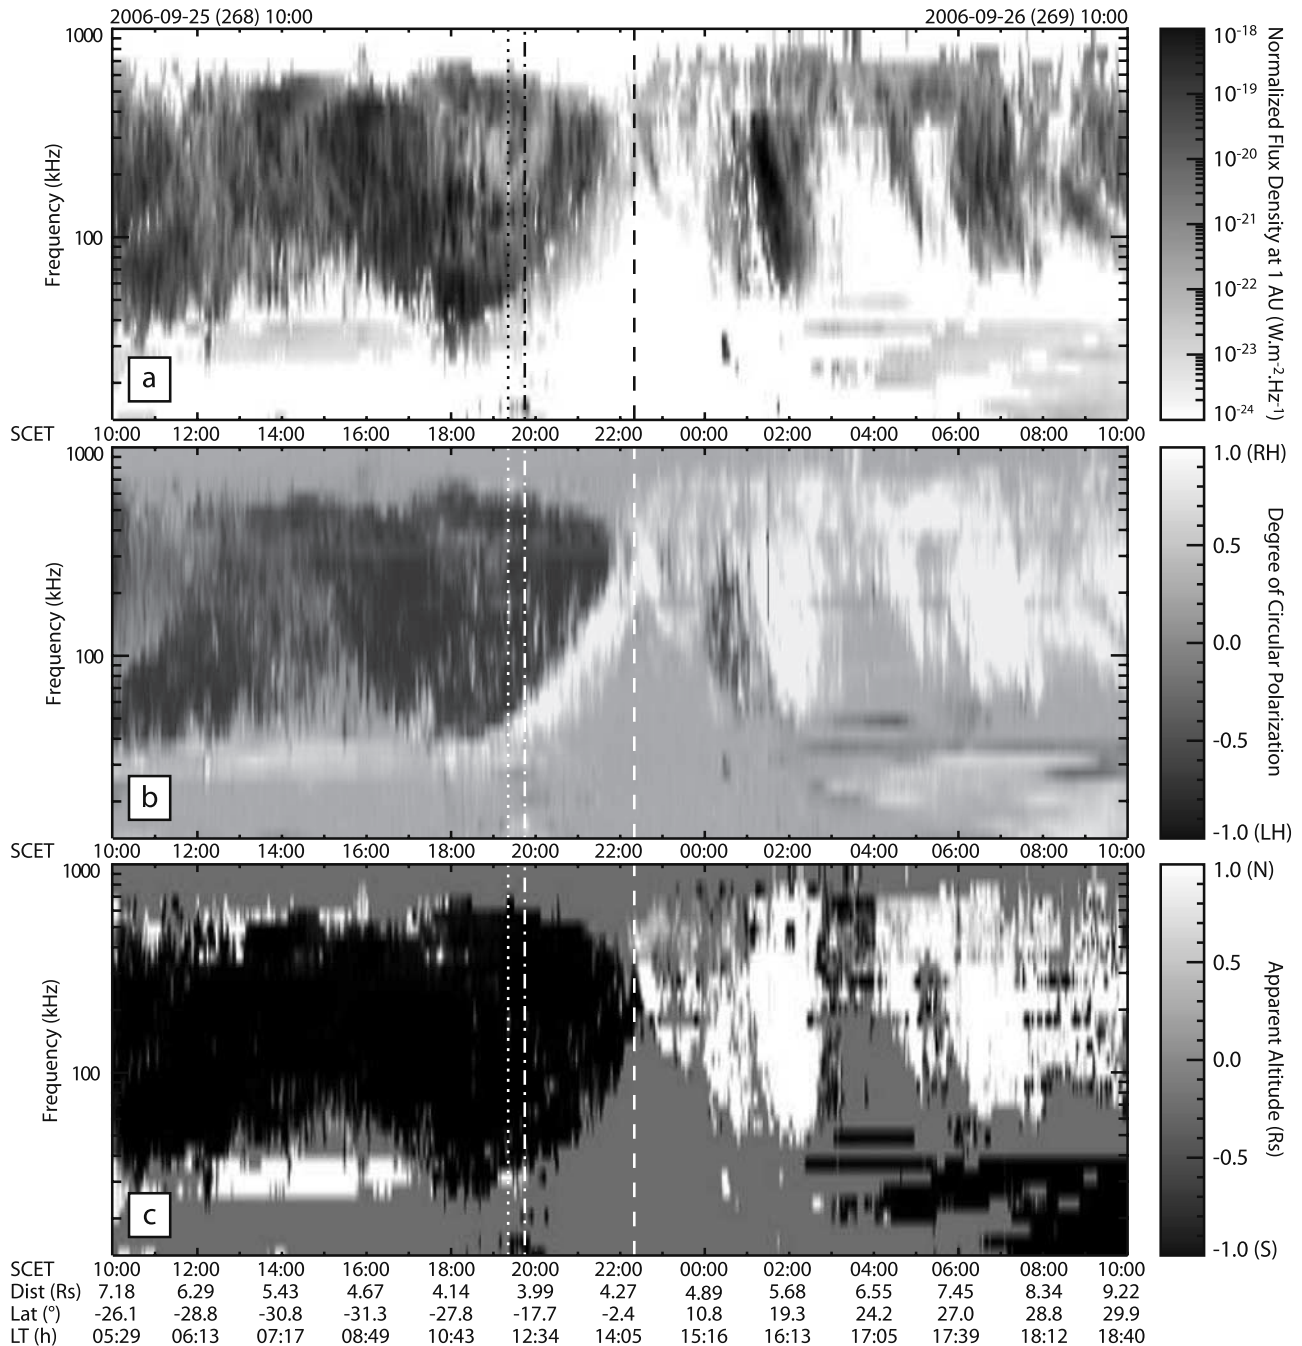 2006-09-25 (268) 10:00 2006-09-26 (269) 10:00
1000
100
Frequency (kHz)
a
10-18
10-19
10-20
10-21
10-22
10-23
10-24
Normalized Flux Density at 1 AU (W.m-2.Hz-1)
SCET 10:00 12:00 14:00 16:00 18:00 20:00 22:00 00:00 02:00 04:00 06:00 08:00 10:00
1000
100
Frequency (kHz)
b
1.0 (RH)
0.5
0.0
-0.5
-1.0 (LH)
Degree of Circular Polarization
SCET 10:00 12:00 14:00 16:00 18:00 20:00 22:00 00:00 02:00 04:00 06:00 08:00 10:00
1000
100
Frequency (kHz)
c
1.0 (N)
0.5
0.0
-0.5
-1.0 (S)
Apparent Altitude (Rs)
SCET 10:00 12:00 14:00 16:00 18:00 20:00 22:00 00:00 02:00 04:00 06:00 08:00 10:00
Dist (Rs) 7.18 6.29 5.43 4.67 4.14 3.99 4.27 4.89 5.68 6.55 7.45 8.34 9.22
Lat (°) -26.1 -28.8 -30.8 -31.3 -27.8 -17.7 -2.4 10.8 19.3 24.2 27.0 28.8 29.9
LT (h) 05:29 06:13 07:17 08:49 10:43 12:34 14:05 15:16 16:13 17:05 17:39 18:12 18:40